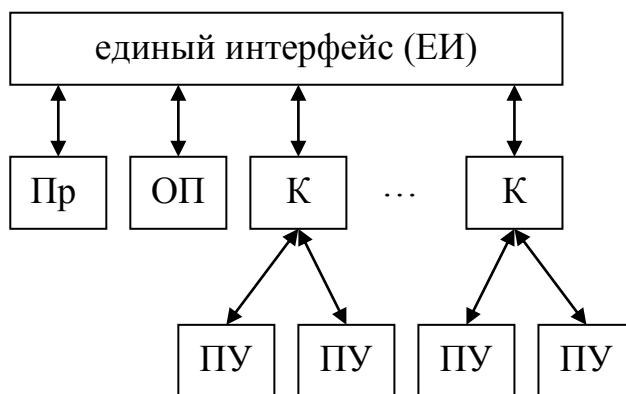 единый интерфейс (ЕИ)
Пр ОП К ... К
ПУ ПУ ПУ ПУ